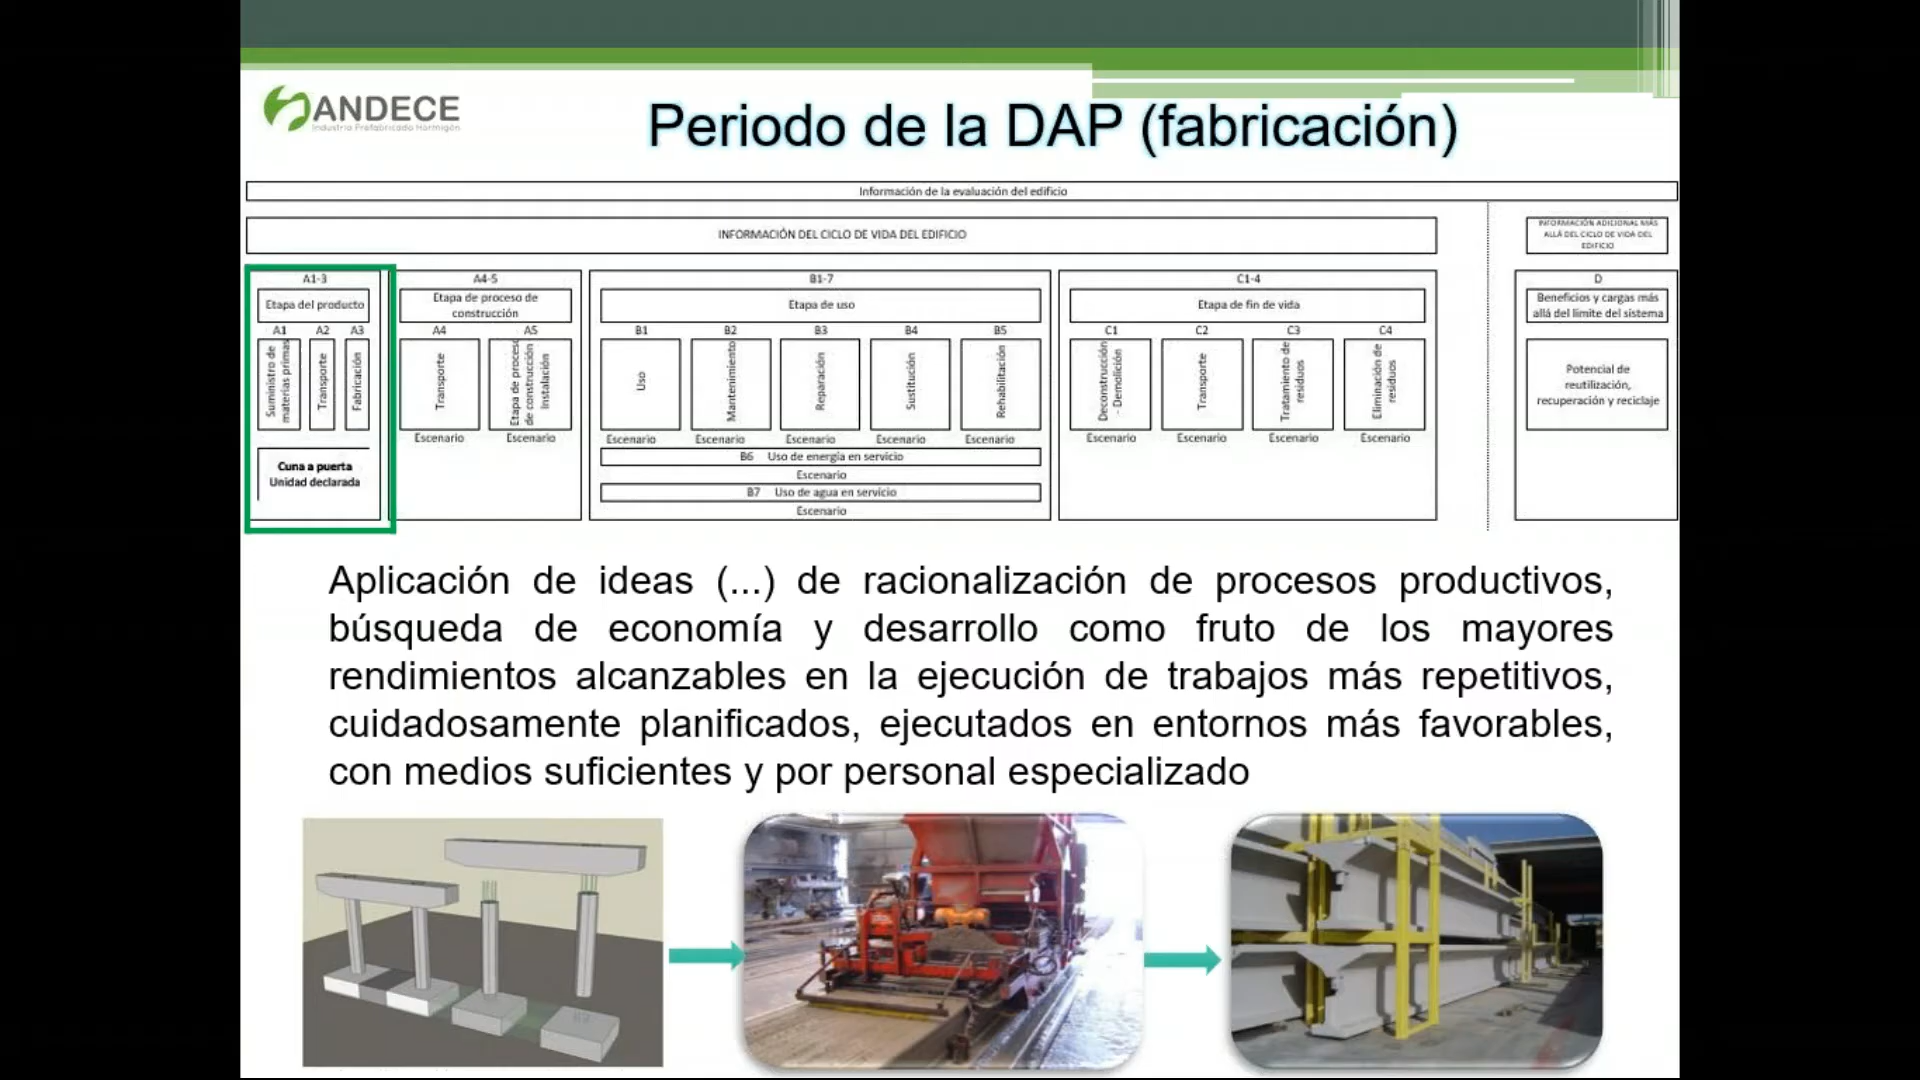 ANDECE
Industria Prefabricado Hormigón
Periodo de la DAP (fabricación)
Información de la evaluación del edificio
INFORMACIÓN DEL CICLO DE VIDA DEL EDIFICIO
INFORMACIÓN ADICIONAL MÁS
ALLÁ DEL CICLO DE VIDA DEL
EDIFICIO
A1-3
Etapa del producto
A1
A2
A3
Suministro de
materias primas
Transporte
Fabricación
Cuna a puerta
Unidad declarada
A4-5
Etapa de proceso de
construcción
A4
A5
Transporte
Etapa de proceso
de construcción
Instalación
Escenario
Escenario
B1-7
Etapa de uso
B1
B2
B3
B4
B5
Uso
Mantenimiento
Reparación
Sustitución
Rehabilitación
Escenario
Escenario
Escenario
Escenario
Escenario
B6 Uso de energía en servicio
Escenario
B7 Uso de agua en servicio
Escenario
C1-4
Etapa de fin de vida
C1
C2
C3
C4
Deconstrucción
- Demolición
Transporte
Tratamiento de
residuos
Eliminación de
residuos
Escenario
Escenario
Escenario
Escenario
D
Beneficios y cargas más
allá del límite del sistema
Potencial de
reutilización,
recuperación y reciclaje
Aplicación de ideas (...) de racionalización de procesos productivos,
búsqueda de economía y desarrollo como fruto de los mayores
rendimientos alcanzables en la ejecución de trabajos más repetitivos,
cuidadosamente planificados, ejecutados en entornos más favorables,
con medios suficientes y por personal especializado